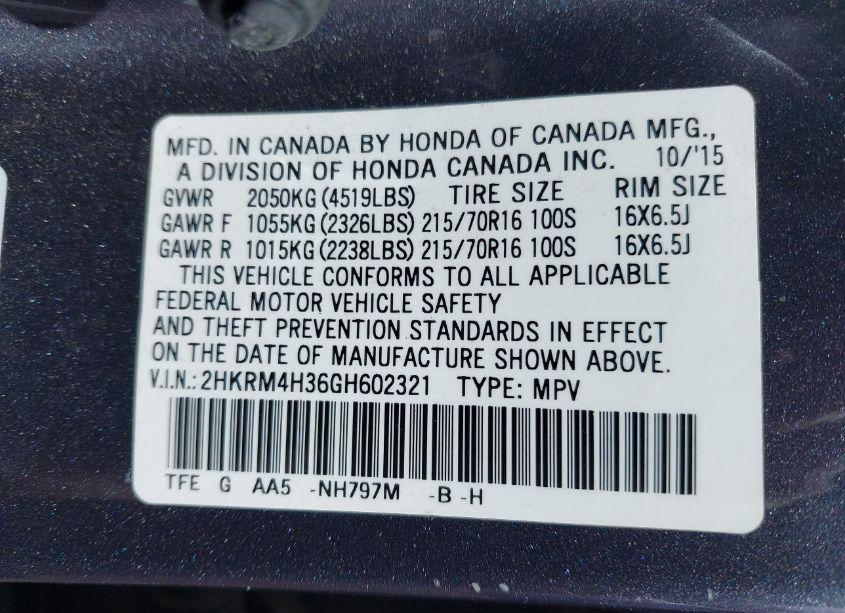 MFD. IN CANADA BY HONDA OF CANADA MFG.,
A DIVISION OF HONDA CANADA INC. 10/'15
GVWR 2050KG (4519LBS) TIRE SIZE RIM SIZE
GAWR F 1055KG (2326LBS) 215/70R16 100S 16X6.5J
GAWR R 1015KG (2238LBS) 215/70R16 100S 16X6.5J
THIS VEHICLE CONFORMS TO ALL APPLICABLE
FEDERAL MOTOR VEHICLE SAFETY
AND THEFT PREVENTION STANDARDS IN EFFECT
ON THE DATE OF MANUFACTURE SHOWN ABOVE.
V.I.N.: 2HKRM4H36GH602321 TYPE: MPV
TFE G AA5 -NH797M -B -H